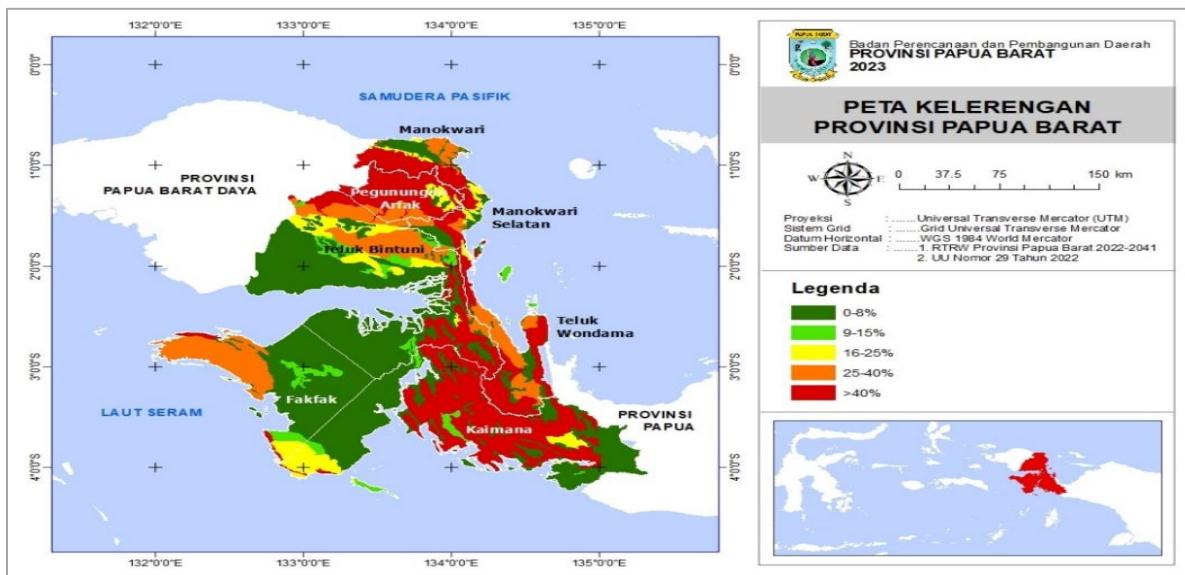 132°0'0"E
133°0'0"E
134°0'0"E
135°0'0"E
0°0'0"
1°0'0"S
2°0'0"S
3°0'0"S
4°0'0"S
SAMUDERA PASIFIK
Manokwari
PROVINSI
PAPUA BARAT DAYA
Pegunungan
Arfak
Manokwari
Selatan
Teluk Bintuni
Teluk
Wondama
Fakfak
LAUT SERAM
Kaimana
PROVINSI
PAPUA
0°0'0"
1°0'0"S
2°0'0"S
3°0'0"S
4°0'0"S
132°0'0"E
133°0'0"E
134°0'0"E
135°0'0"E
PAPUA BARAT
Badan Perencanaan dan Pembangunan Daerah
PROVINSI PAPUA BARAT
2023
PETA KELERENGAN
PROVINSI PAPUA BARAT
N
W E
S
0 37.5 75 150 km
Proyeksi : ......Universal Transverse Mercator (UTM)
Sistem Grid : ......Grid Universal Transverse Mercator
Datum Horizontal : ......WGS 1984 World Mercator
Sumber Data : ......1. RTRW Provinsi Papua Barat 2022-2041
2. UU Nomor 29 Tahun 2022
Legenda
0-8%
9-15%
16-25%
25-40%
>40%